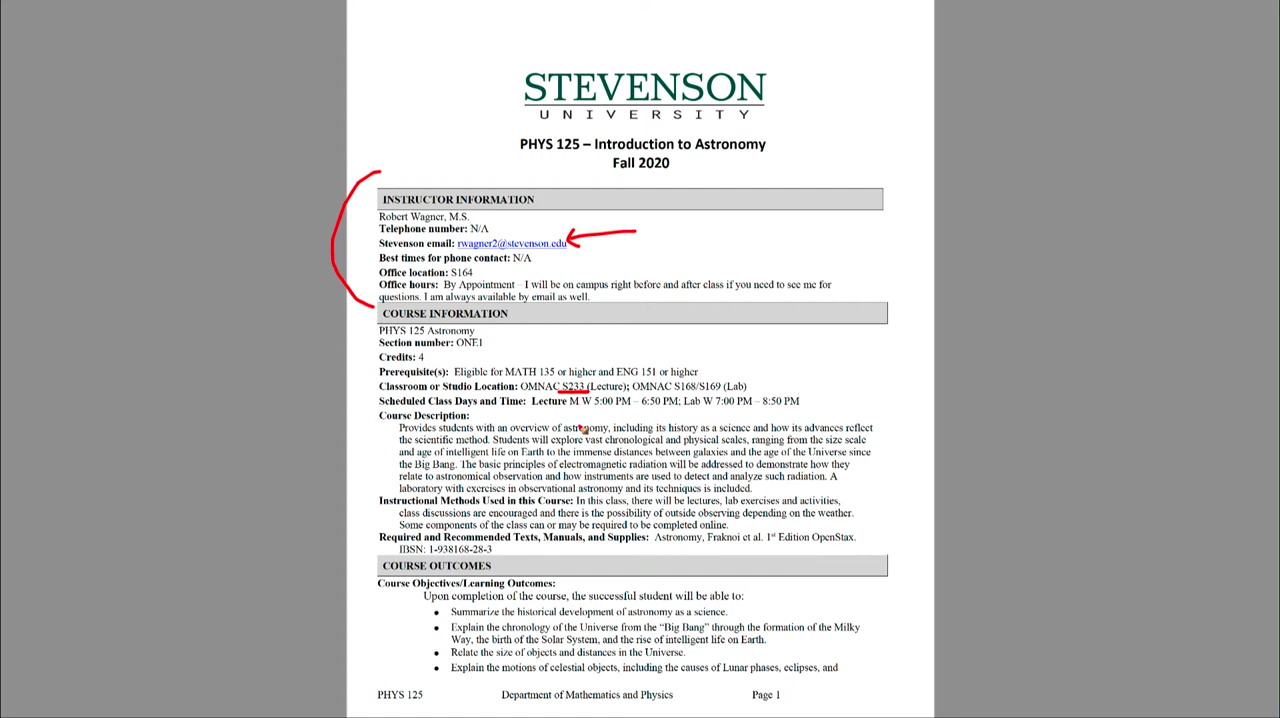 STEVENSON
UNIVERSITY
PHYS 125 – Introduction to Astronomy
Fall 2020
INSTRUCTOR INFORMATION
Robert Wagner, M.S.
Telephone number: N/A
Stevenson email: rwagner2@stevenson.edu
Best times for phone contact: N/A
Office location: S164
Office hours: By Appointment – I will be on campus right before and after class if you need to see me for
questions. I am always available by email as well.
COURSE INFORMATION
PHYS 125 Astronomy
Section number: ONE1
Credits: 4
Prerequisite(s): Eligible for MATH 135 or higher and ENG 151 or higher
Classroom or Studio Location: OMNAC S233 (Lecture); OMNAC S168/S169 (Lab)
Scheduled Class Days and Time: Lecture M W 5:00 PM – 6:50 PM; Lab W 7:00 PM – 8:50 PM
Course Description:
Provides students with an overview of astronomy, including its history as a science and how its advances reflect
the scientific method. Students will explore vast chronological and physical scales, ranging from the size scale
and age of intelligent life on Earth to the immense distances between galaxies and the age of the Universe since
the Big Bang. The basic principles of electromagnetic radiation will be addressed to demonstrate how they
relate to astronomical observation and how instruments are used to detect and analyze such radiation. A
laboratory with exercises in observational astronomy and its techniques is included.
Instructional Methods Used in this Course: In this class, there will be lectures, lab exercises and activities,
class discussions are encouraged and there is the possibility of outside observing depending on the weather.
Some components of the class can or may be required to be completed online.
Required and Recommended Texts, Manuals, and Supplies: Astronomy, Fraknoi et al. 1st Edition OpenStax.
IBSN: 1-938168-28-3
COURSE OUTCOMES
Course Objectives/Learning Outcomes:
Upon completion of the course, the successful student will be able to:
• Summarize the historical development of astronomy as a science.
• Explain the chronology of the Universe from the “Big Bang” through the formation of the Milky
Way, the birth of the Solar System, and the rise of intelligent life on Earth.
• Relate the size of objects and distances in the Universe.
• Explain the motions of celestial objects, including the causes of Lunar phases, eclipses, and
PHYS 125 Department of Mathematics and Physics Page 1